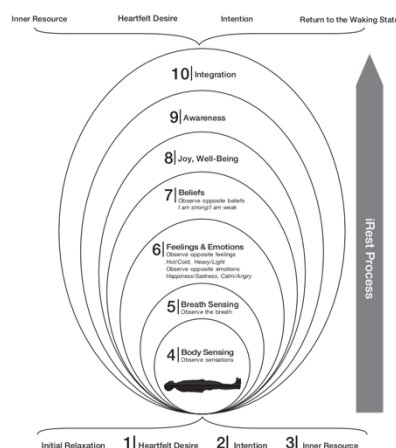 Inner Resource Heartfelt Desire Intention Return to the Waking State
10 Integration
9 Awareness
8 Joy, Well-Being
7 Beliefs
Observe opposite beliefs
I am strong/I am weak
6 Feelings & Emotions
Observe opposite feelings
Hot/Cold, Heavy/Light
Observe opposite emotions
Happiness/Sadness, Calm/Angry
5 Breath Sensing
Observe the breath
4 Body Sensing
Observe sensations
iRest Process
Initial Relaxation 1 Heartfelt Desire 2 Intention 3 Inner Resource